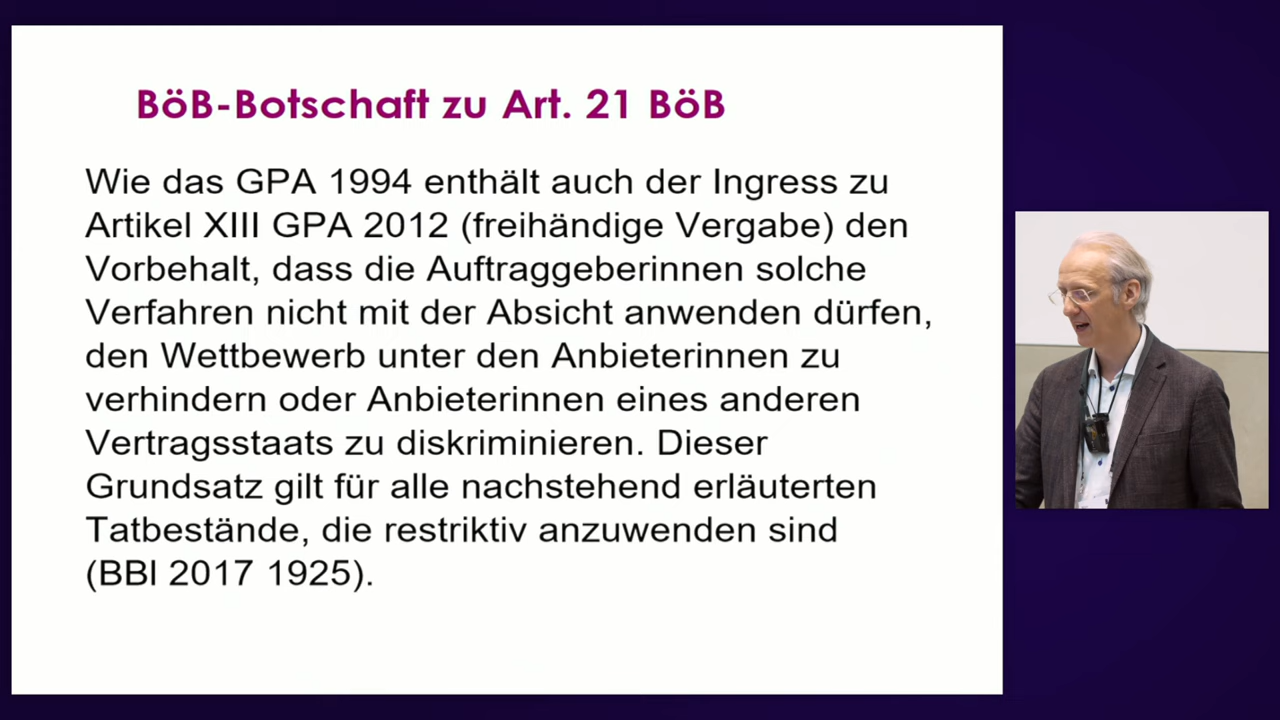 BöB-Botschaft zu Art. 21 BöB
Wie das GPA 1994 enthält auch der Ingress zu
Artikel XIII GPA 2012 (freihändige Vergabe) den
Vorbehalt, dass die Auftraggeberinnen solche
Verfahren nicht mit der Absicht anwenden dürfen,
den Wettbewerb unter den Anbieterinnen zu
verhindern oder Anbieterinnen eines anderen
Vertragsstaats zu diskriminieren. Dieser
Grundsatz gilt für alle nachstehend erläuterten
Tatbestände, die restriktiv anzuwenden sind
(BBl 2017 1925).